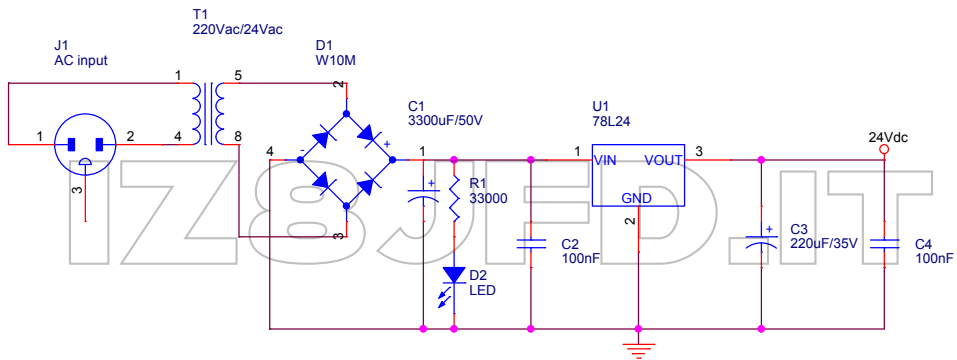 T1
220Vac/24Vac
J1
AC input
D1
W10M
1
5
2
C1
3300uF/50V
U1
78L24
24Vdc
1
2
4
8
4
-
+
1
1
VIN
VOUT
3
3
+
R1
33000
GND
2
3
C2
100nF
+
C3
220uF/35V
C4
100nF
D2
LED
IZ8JFD.IT